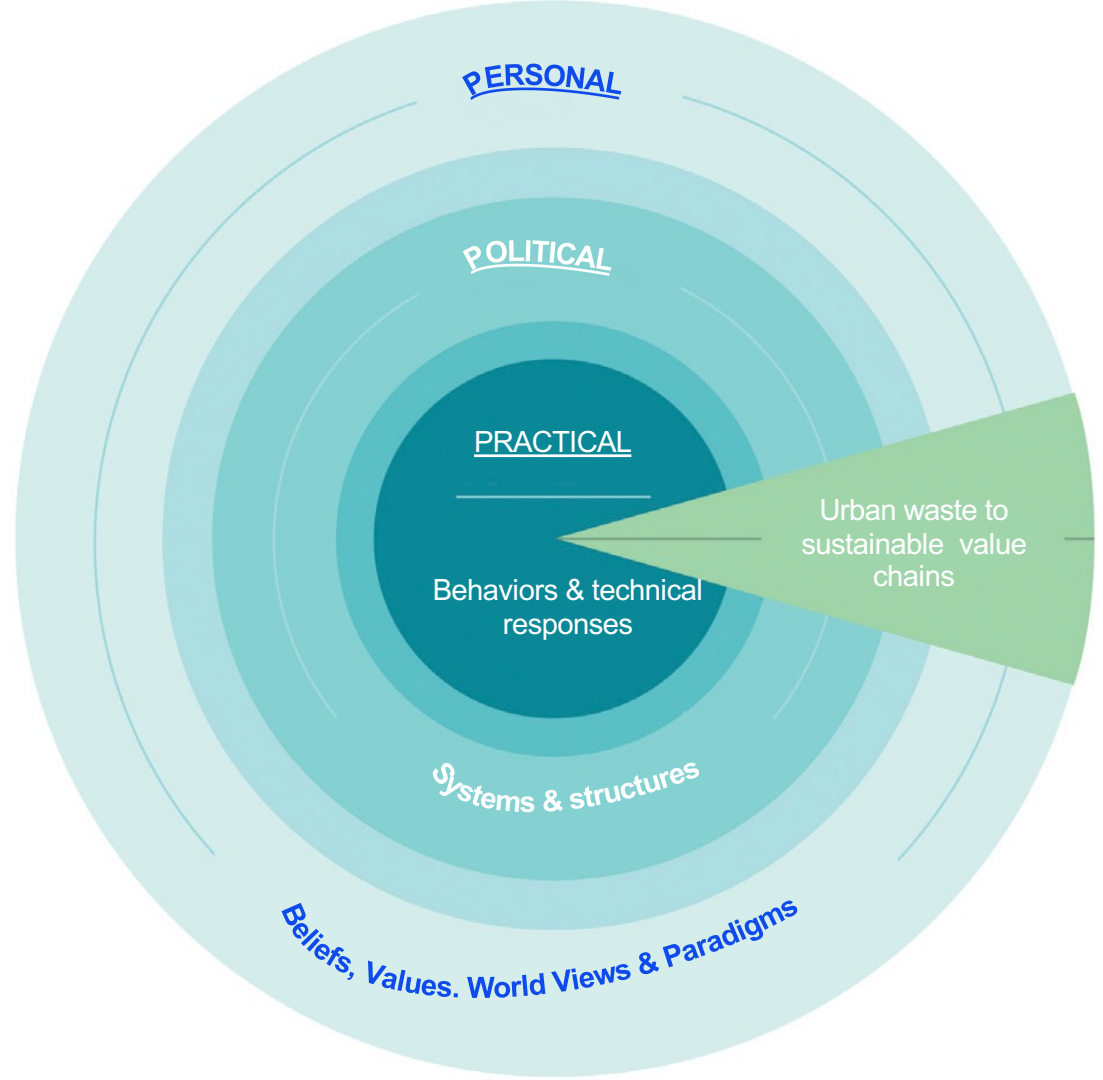 PERSONAL
POLITICAL
PRACTICAL
Behaviors & technical
responses
Urban waste to
sustainable value
chains
Systems & structures
Beliefs, Values. World Views & Paradigms